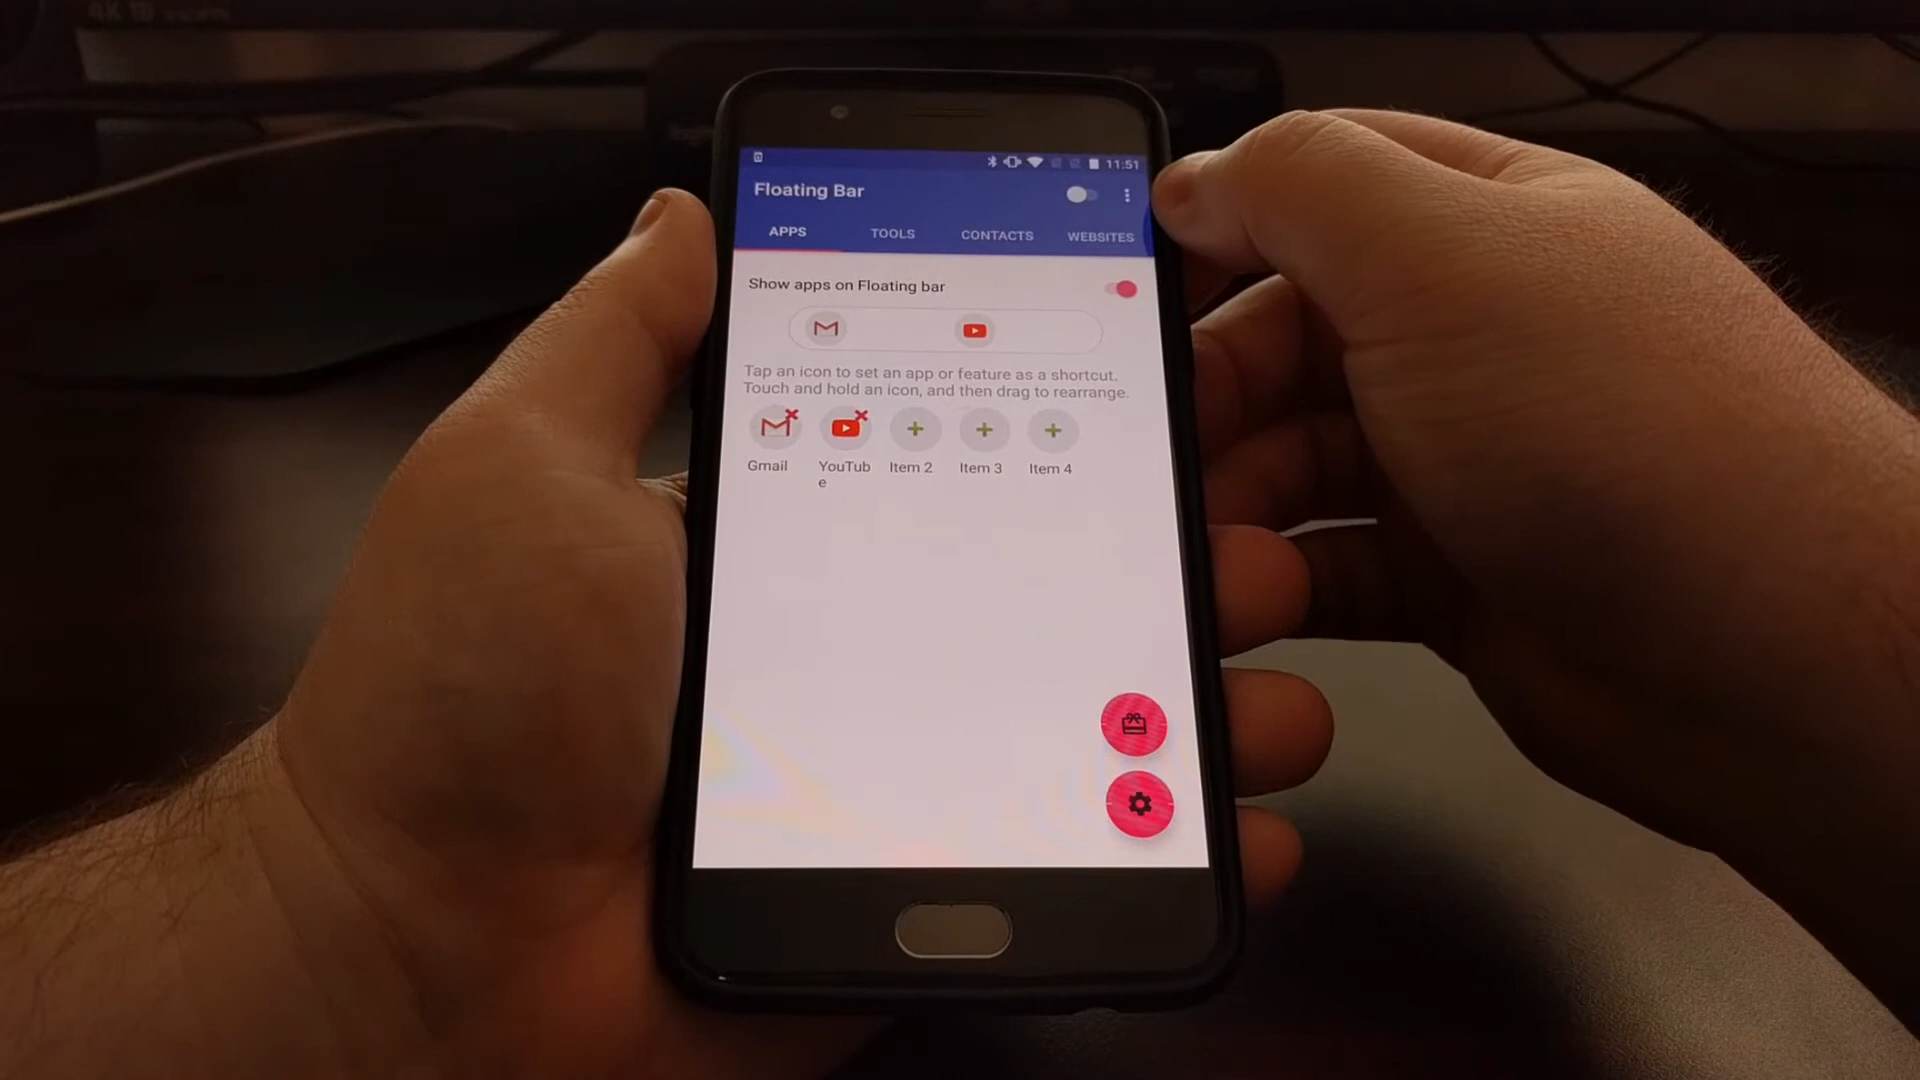 11:51
Floating Bar
APPS TOOLS CONTACTS WEBSITES
Show apps on Floating bar
Tap an icon to set an app or feature as a shortcut.
Touch and hold an icon, and then drag to rearrange.
Gmail YouTub Item 2 Item 3 Item 4
e